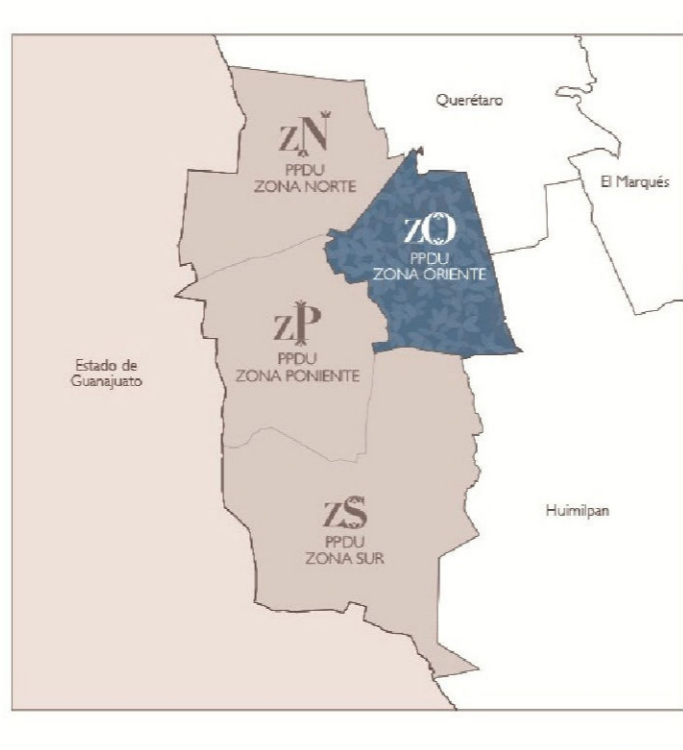 Querétaro
zN
PPDU
ZONA NORTE
El Marqués
zO
PPDU
ZONA ORIENTE
zP
PPDU
ZONA PONIENTE
Estado de
Guanajuato
zS
PPDU
ZONA SUR
Huimilpan